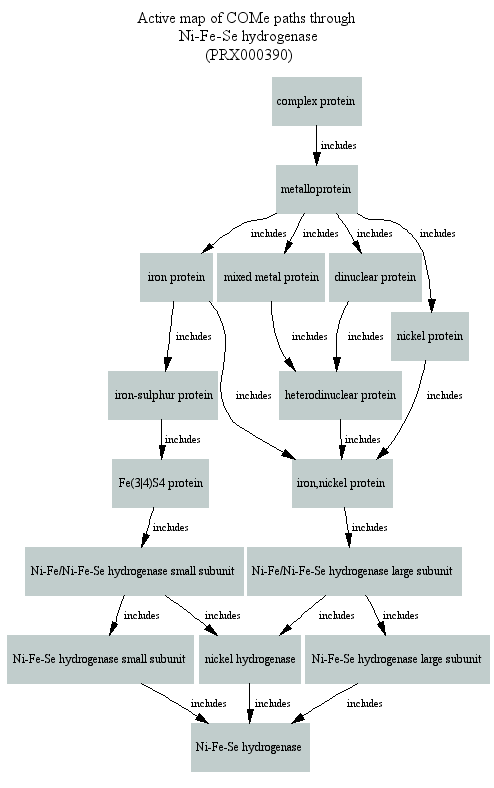 Active map of COMe paths through
Ni-Fe-Se hydrogenase
(PRX000390)
complex protein
includes
metalloprotein
includes
includes
includes
includes
iron protein
mixed metal protein
dinuclear protein
nickel protein
includes
includes
includes
includes
includes
iron-sulphur protein
heterodinuclear protein
includes
includes
Fe(3|4)S4 protein
iron,nickel protein
includes
includes
Ni-Fe/Ni-Fe-Se hydrogenase small subunit
Ni-Fe/Ni-Fe-Se hydrogenase large subunit
includes
includes
includes
includes
Ni-Fe-Se hydrogenase small subunit
nickel hydrogenase
Ni-Fe-Se hydrogenase large subunit
includes
includes
includes
Ni-Fe-Se hydrogenase